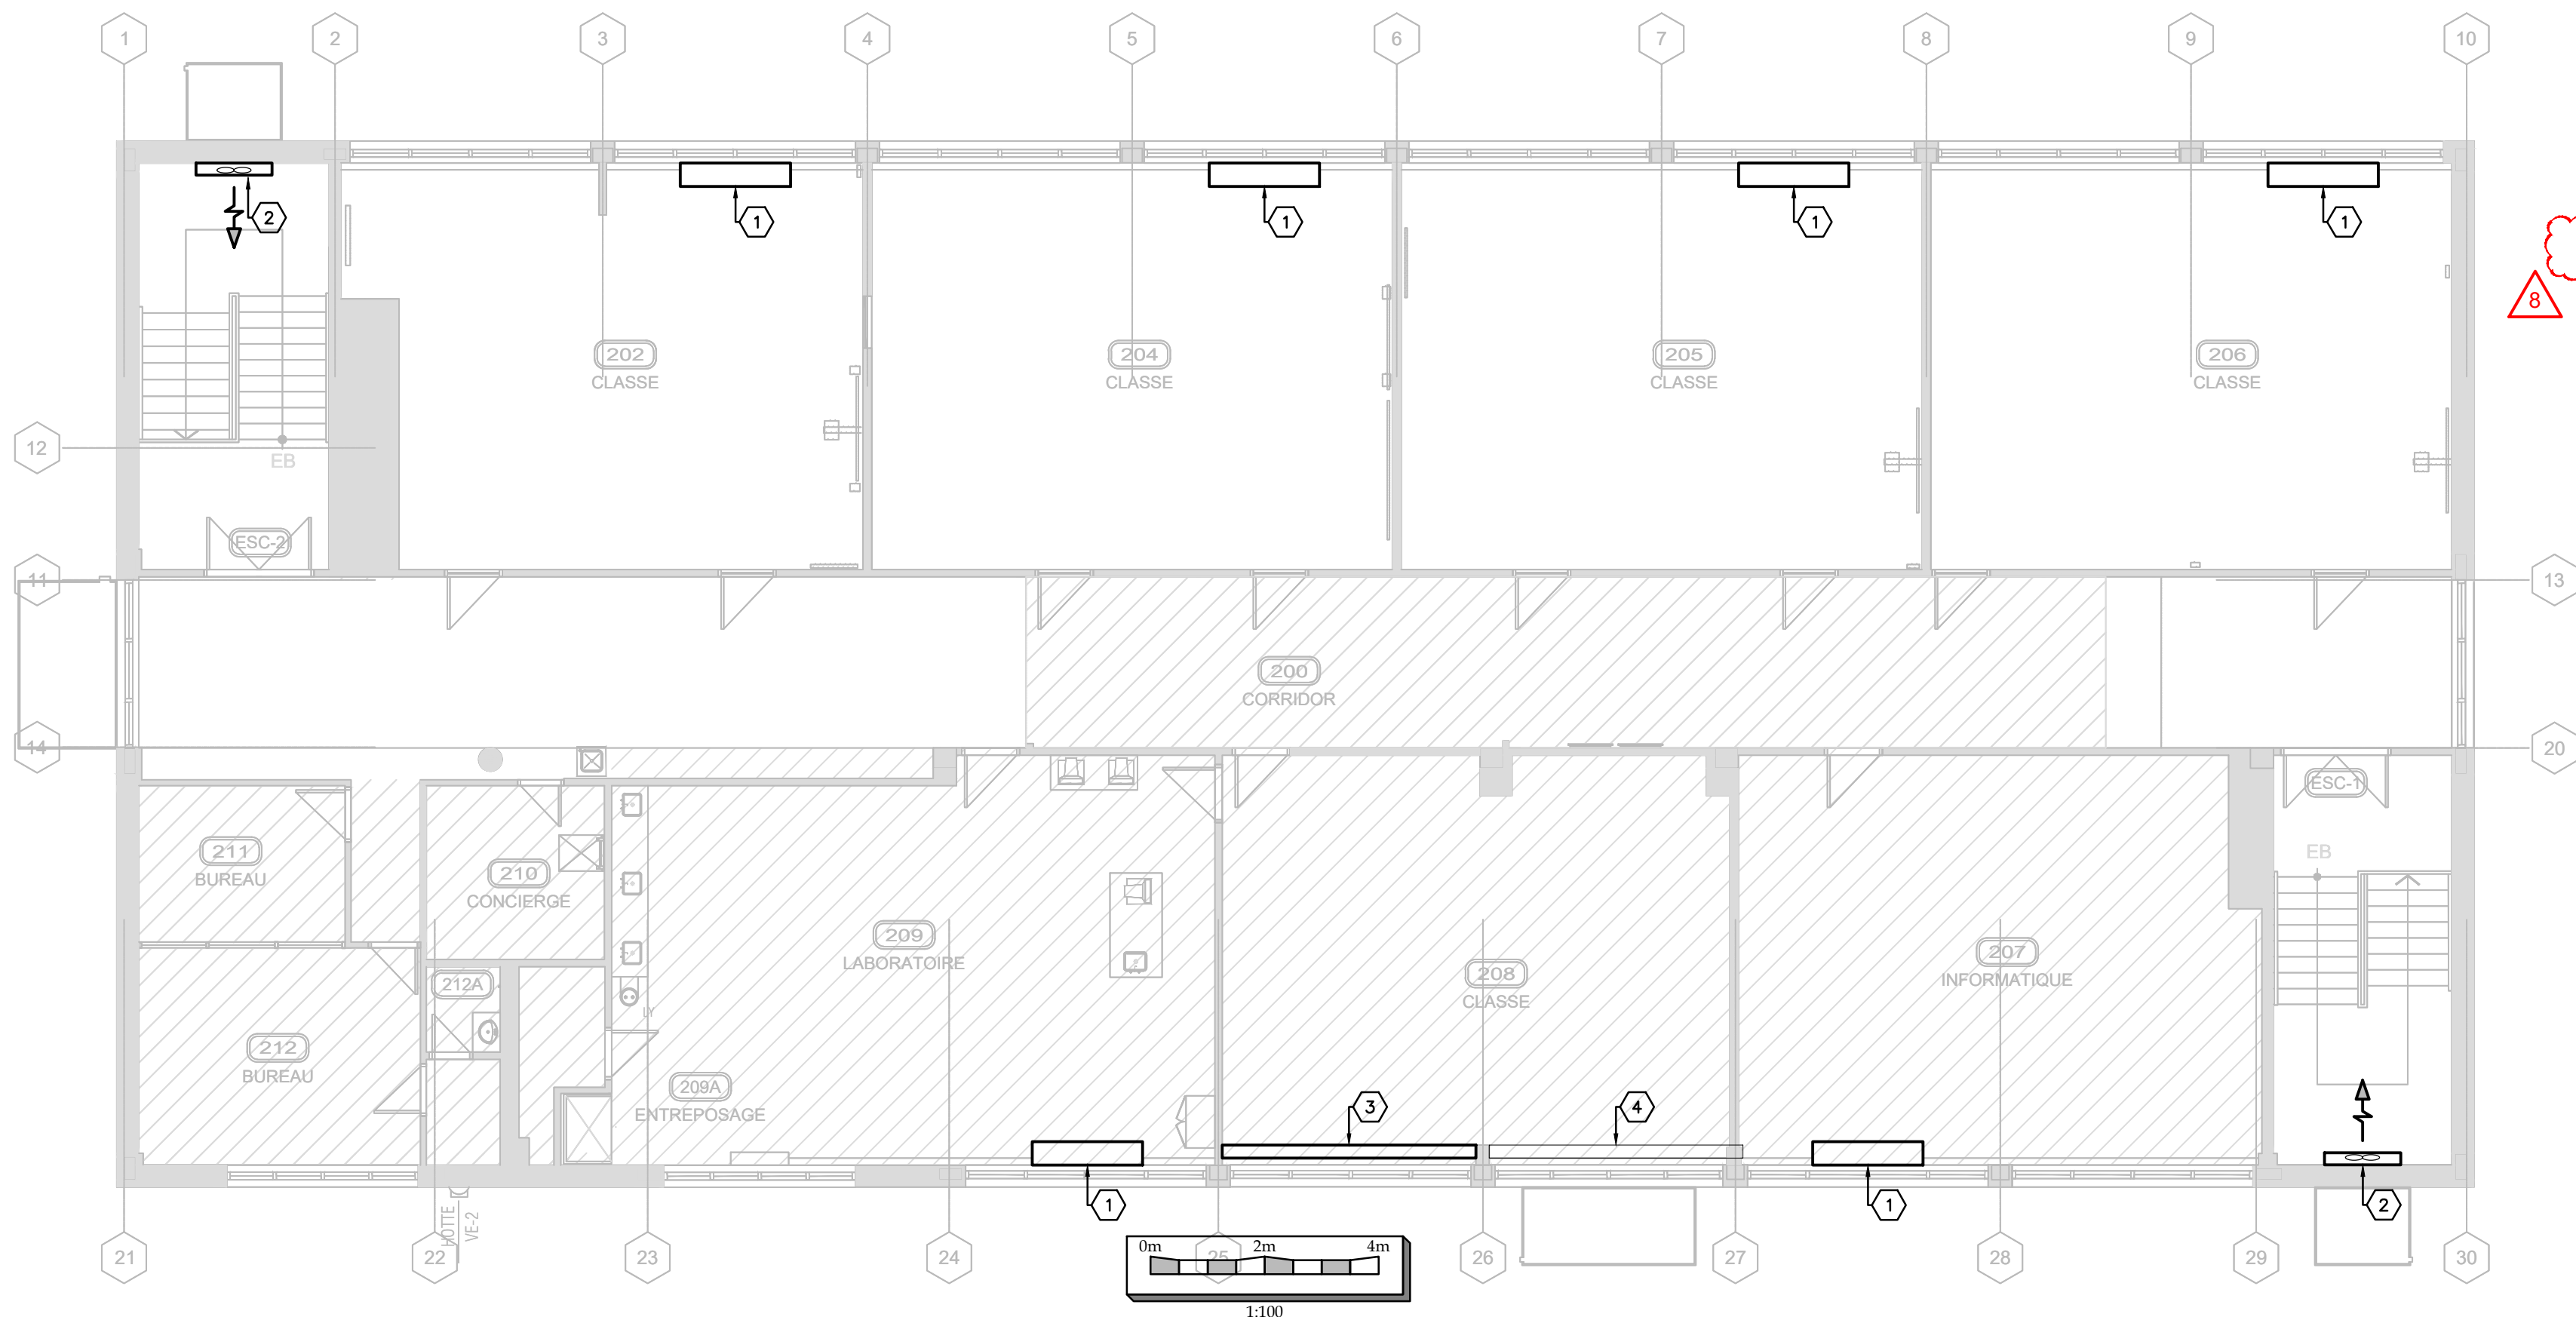 1 2 3 4 5 6 7 8 9 10
2 1 1 1 1
8
202 204 205 206
CLASSE CLASSE CLASSE CLASSE
12
EB
ESC-2
11 13
200
CORRIDOR
14 20
ESC-1
211
BUREAU
EB
210
CONCIERGE
209
LABORATOIRE
207
INFORMATIQUE
208
CLASSE
212A
LY
212
BUREAU
209A
ENTREPOSAGE
3 4
1 1 2
HOTTE
VE-2
21 22 23 24 25 26 27 28 29 30
0m 2m 4m
1:100